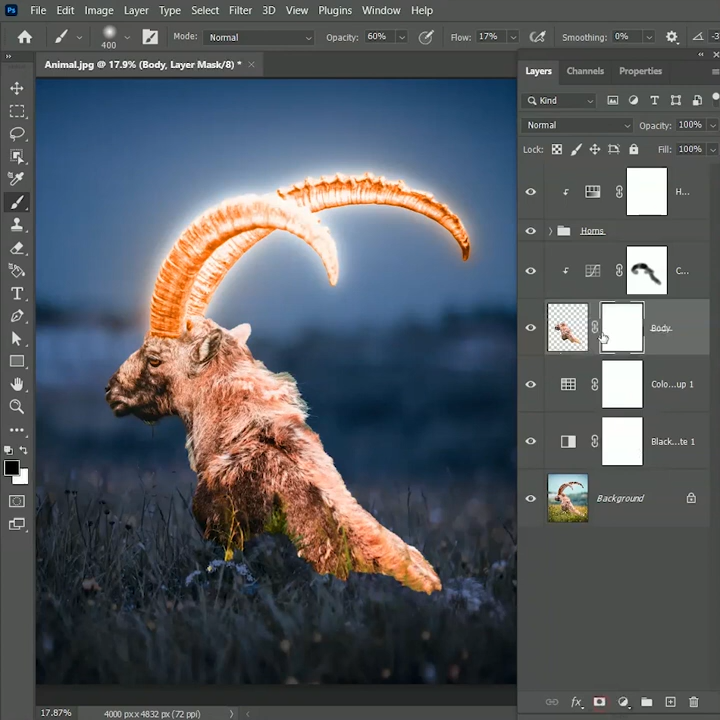 Ps File Edit Image Layer Type Select Filter 3D View Plugins Window Help
400 Mode: Normal Opacity: 60% Flow: 17% Smoothing: 0% -3
Animal.jpg @ 17.9% (Body, Layer Mask/8) * ×
Layers Channels Properties
Kind
Normal Opacity: 100%
Lock: Fill: 100%
H...
Horns
C...
Body
Colo...up 1
Black...te 1
Background
17.87% 4000 px x 4832 px (72 ppi)